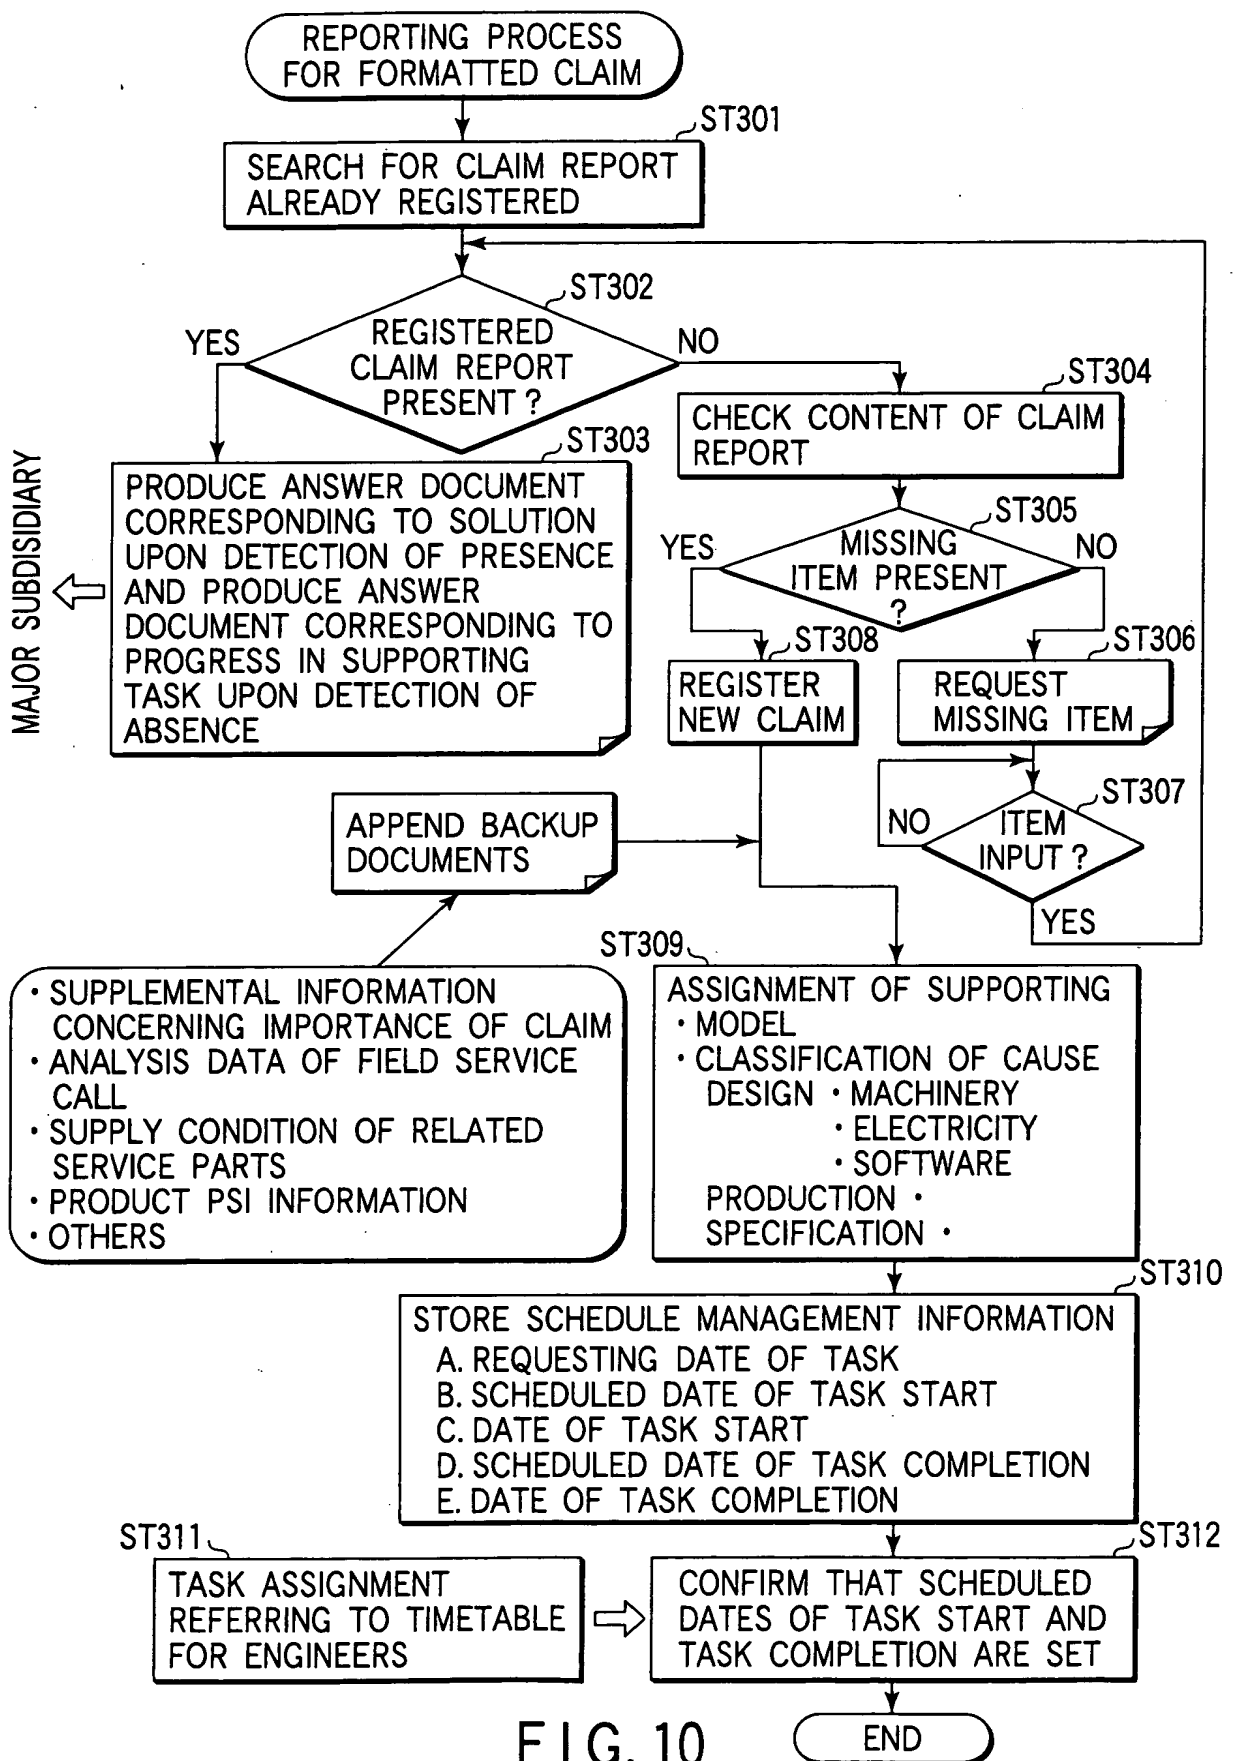 REPORTING PROCESS
FOR FORMATTED CLAIM
ST301
SEARCH FOR CLAIM REPORT
ALREADY REGISTERED
ST302
YES
REGISTERED
CLAIM REPORT
PRESENT ?
NO
ST304
CHECK CONTENT OF CLAIM
REPORT
ST303
PRODUCE ANSWER DOCUMENT
CORRESPONDING TO SOLUTION
UPON DETECTION OF PRESENCE
AND PRODUCE ANSWER
DOCUMENT CORRESPONDING TO
PROGRESS IN SUPPORTING
TASK UPON DETECTION OF
ABSENCE
MAJOR SUBDISIDIARY
ST305
YES
MISSING
ITEM PRESENT
?
NO
ST308
REGISTER
NEW CLAIM
ST306
REQUEST
MISSING ITEM
ST307
NO
ITEM
INPUT ?
YES
APPEND BACKUP
DOCUMENTS
· SUPPLEMENTAL INFORMATION
CONCERNING IMPORTANCE OF CLAIM
· ANALYSIS DATA OF FIELD SERVICE
CALL
· SUPPLY CONDITION OF RELATED
SERVICE PARTS
· PRODUCT PSI INFORMATION
· OTHERS
ST309
ASSIGNMENT OF SUPPORTING
· MODEL
· CLASSIFICATION OF CAUSE
DESIGN · MACHINERY
· ELECTRICITY
· SOFTWARE
PRODUCTION ·
SPECIFICATION ·
ST310
STORE SCHEDULE MANAGEMENT INFORMATION
A. REQUESTING DATE OF TASK
B. SCHEDULED DATE OF TASK START
C. DATE OF TASK START
D. SCHEDULED DATE OF TASK COMPLETION
E. DATE OF TASK COMPLETION
ST311
TASK ASSIGNMENT
REFERRING TO TIMETABLE
FOR ENGINEERS
ST312
CONFIRM THAT SCHEDULED
DATES OF TASK START AND
TASK COMPLETION ARE SET
END
FIG. 10